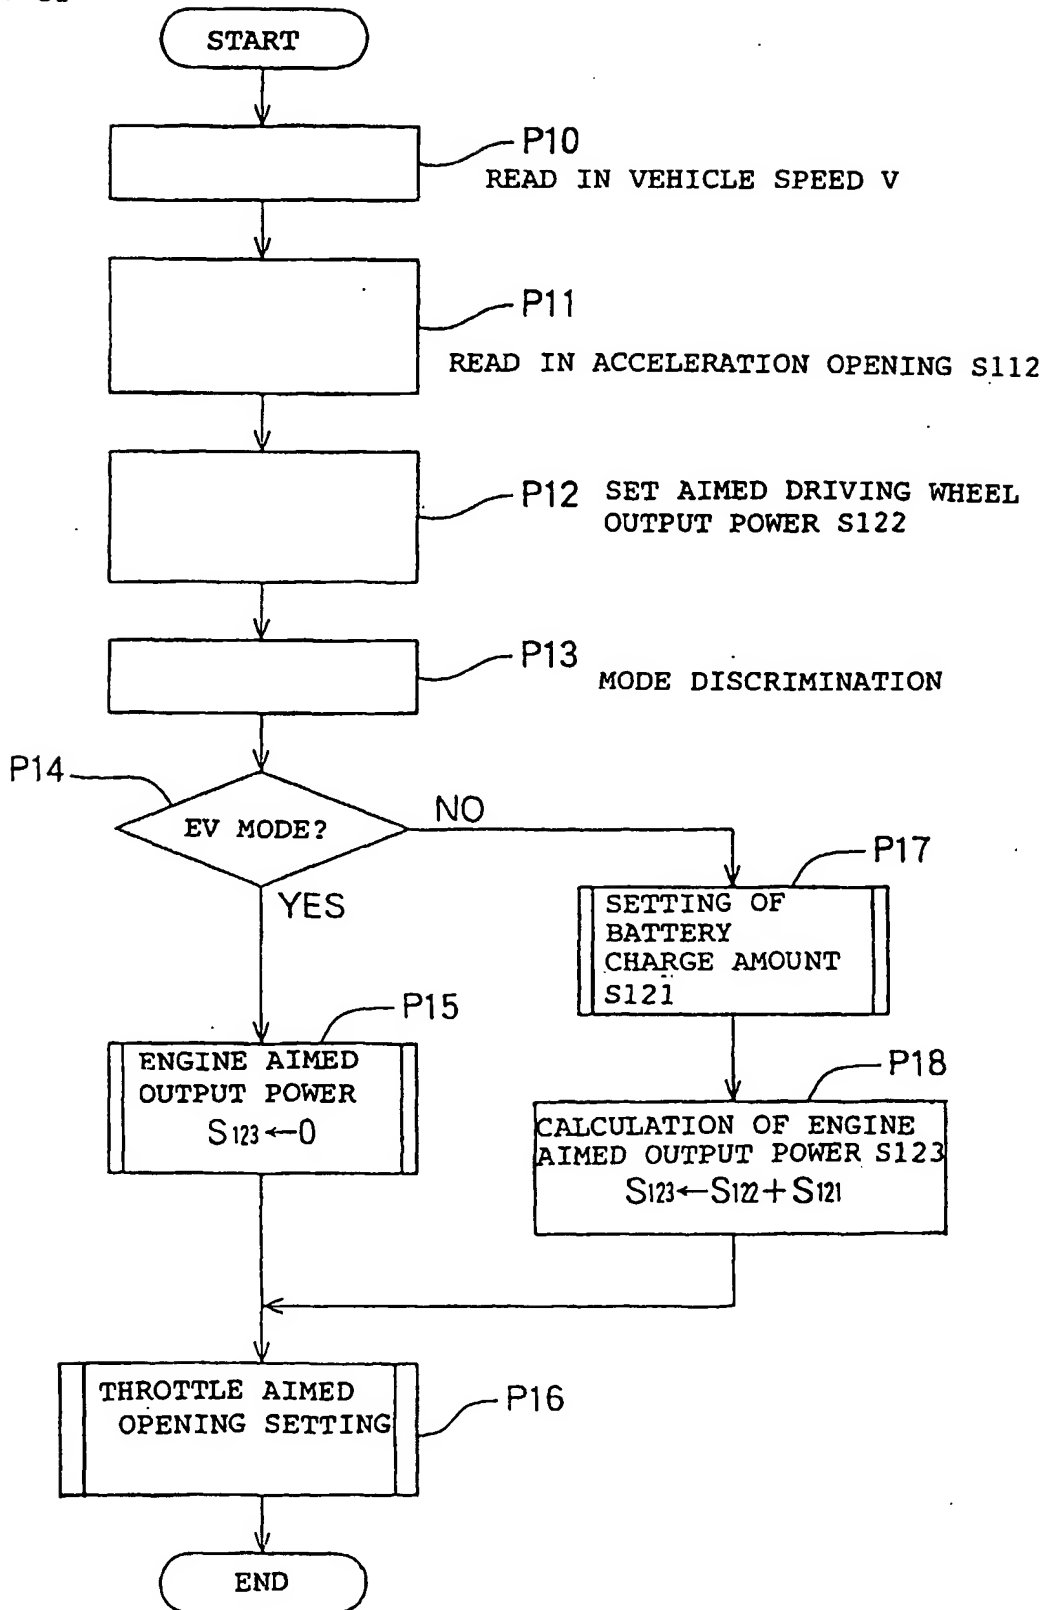 START
P10
READ IN VEHICLE SPEED V
P11
READ IN ACCELERATION OPENING S112
P12 SET AIMED DRIVING WHEEL
OUTPUT POWER S122
P13
MODE DISCRIMINATION
P14
EV MODE?
NO
YES
P17
SETTING OF
BATTERY
CHARGE AMOUNT
S121
P15
ENGINE AIMED
OUTPUT POWER
S123←0
P18
CALCULATION OF ENGINE
AIMED OUTPUT POWER S123
S123←S122+S121
THROTTLE AIMED
OPENING SETTING
P16
END